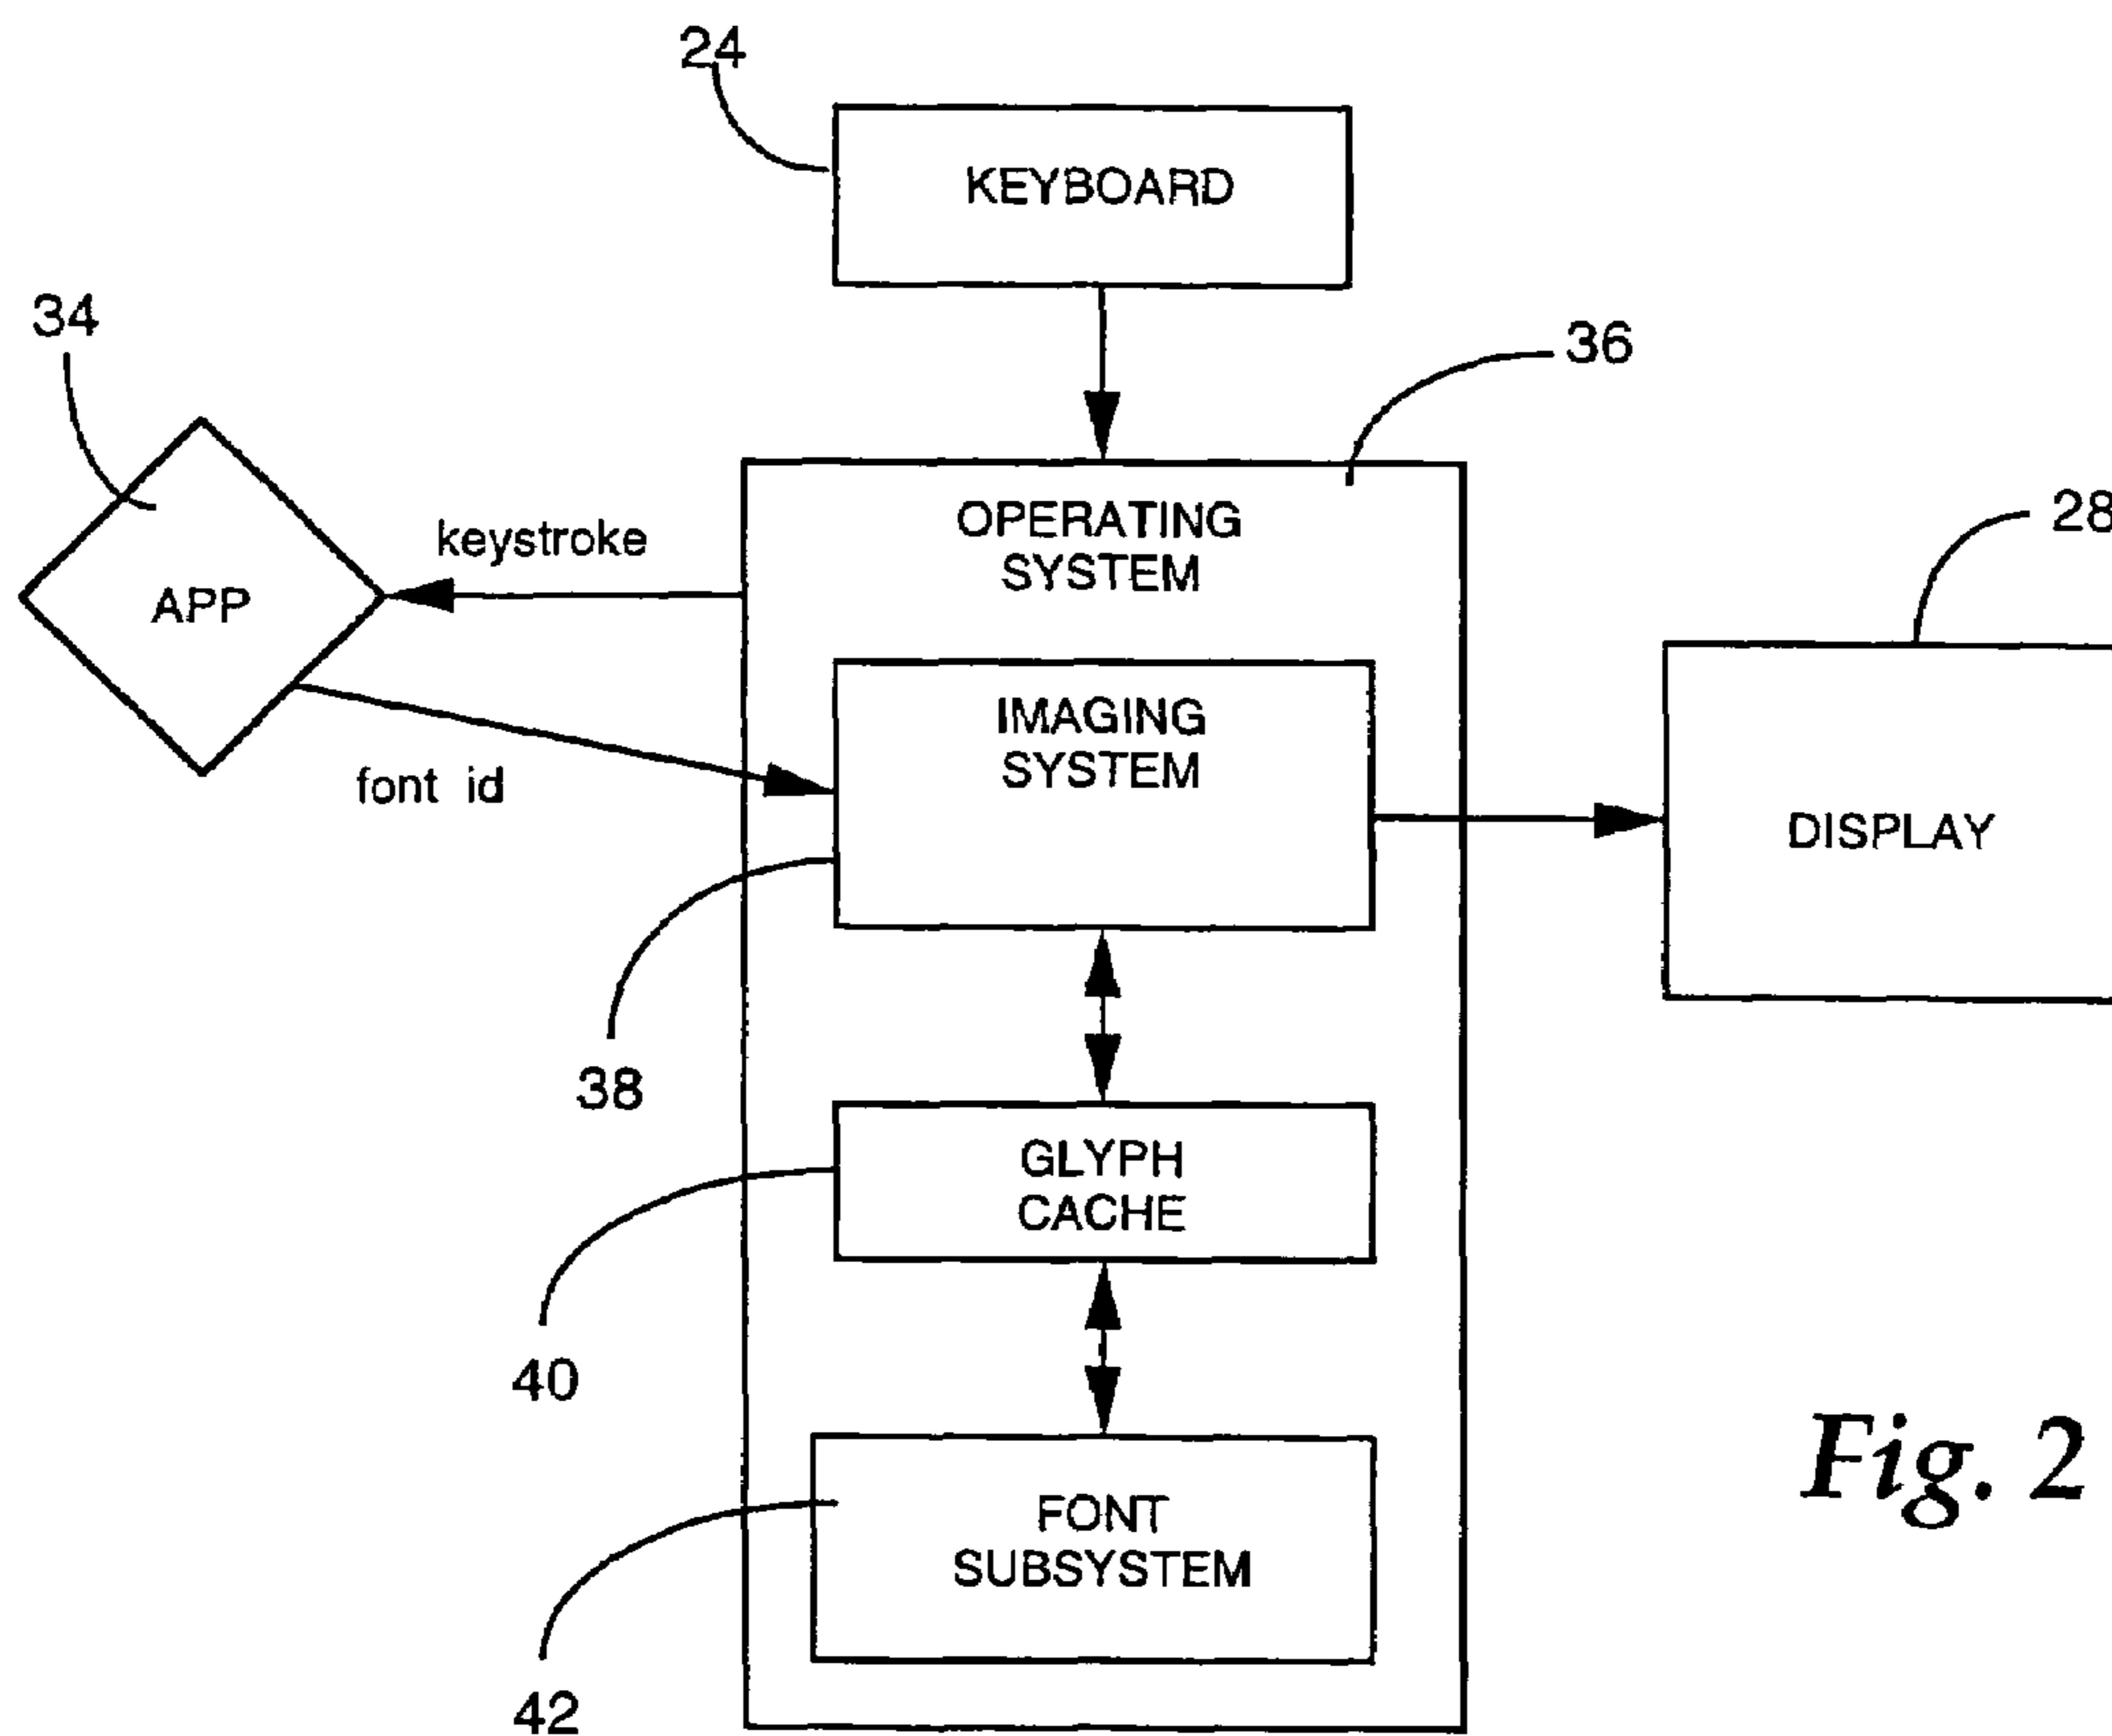 24
KEYBOARD
34
36
OPERATING
SYSTEM
28
keystroke
APP
IMAGING
SYSTEM
font id
DISPLAY
38
GLYPH
CACHE
40
Fig. 2
FONT
SUBSYSTEM
42